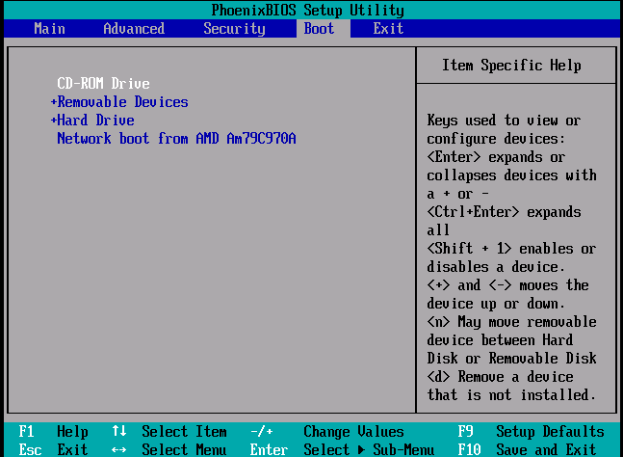 PhoenixBIOS Setup Utility
Main Advanced Security Boot Exit
CD-ROM Drive
+Removable Devices
+Hard Drive
Network boot from AMD Am79C970A
Item Specific Help
Keys used to view or
configure devices:
<Enter> expands or
collapses devices with
a + or -
<Ctrl+Enter> expands
all
<Shift + 1> enables or
disables a device.
<+> and <-> moves the
device up or down.
<n> May move removable
device between Hard
Disk or Removable Disk
<d> Remove a device
that is not installed.
F1 Help ↑↓ Select Item -/+ Change Values F9 Setup Defaults
Esc Exit ↔ Select Menu Enter Select ▶ Sub-Menu F10 Save and Exit